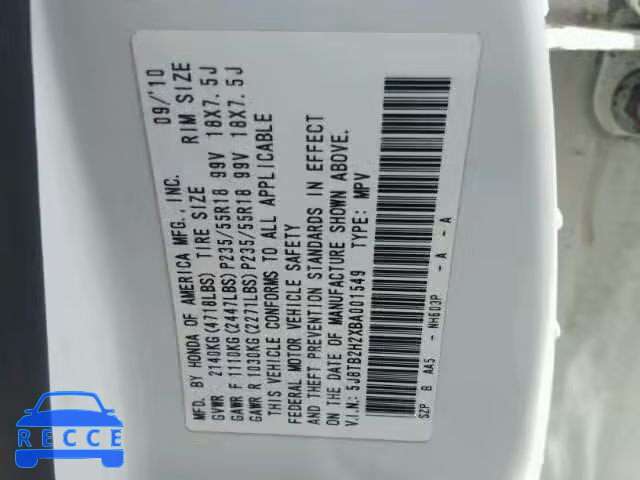 MFD. BY HONDA OF AMERICA MFG., INC. 09/'10
GVWR 2140KG(4718LBS) TIRE SIZE RIM SIZE
GAWR F 1110KG(2447LBS)P235/55R18 99V 18X7.5J
GAWR R 1030KG(2271LBS)P235/55R18 99V 18X7.5J
THIS VEHICLE CONFORMS TO ALL APPLICABLE
FEDERAL MOTOR VEHICLE SAFETY
AND THEFT PREVENTION STANDARDS IN EFFECT
ON THE DATE OF MANUFACTURE SHOWN ABOVE.
V.I.N.: 5J8TB2H2XBA001549 TYPE: MPV
SZP B AA5- NH603P -A -A